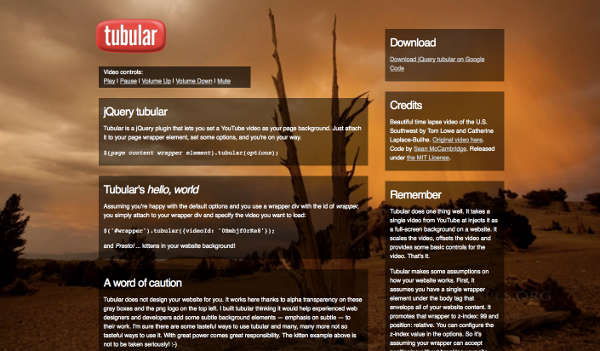 tubular
Video controls:
Play | Pause | Volume Up | Volume Down | Mute
jQuery tubular
Tubular is a jQuery plugin that lets you set a YouTube video as your page background. Just attach
it to your page wrapper element, set some options, and you're on your way.
$(page content wrapper element).tubular(options);
Tubular's hello, world
Assuming you're happy with the default options and you use a wrapper div with the id of wrapper,
you simply attach to your wrapper div and specify the video you want to load:
$('#wrapper').tubular({videoId: '
and Presto!... kittens in your website background!
A word of caution
Tubular does not design your website for you. It works here thanks to alpha transparency on these
gray boxes and the png logo on the top left. I built tubular thinking it would help experienced web
designers and developers add some subtle background elements — emphasis on subtle — to
their work. I'm sure there are some tasteful ways to use tubular and many, many more not so
tasteful ways to use it. With great power comes great responsibility. The kitten example above is
not to be taken seriously! :-)
Download
Download jQuery tubular on Google
Code
Credits
Beautiful time lapse video of the U.S.
Southwest by Tom Lowe and Catherine
Original video here.
Code by Sean McCambridge. Released
under the MIT License.
Remember
Tubular does one thing well. It takes a
single video from YouTube at injects it as
a full-screen background on a website. It
scales the video, offsets the video and
provides some basic controls for the
video. That's it.
Tubular makes some assumptions on
how your website works. First, it
assumes you have a single wrapper
element under the body tag that
envelops all of your website content. It
promotes that wrapper to z-index: 99 and
position: relative. You can configure the
z-index value in the options. So it's
assuming your wrapper can accept